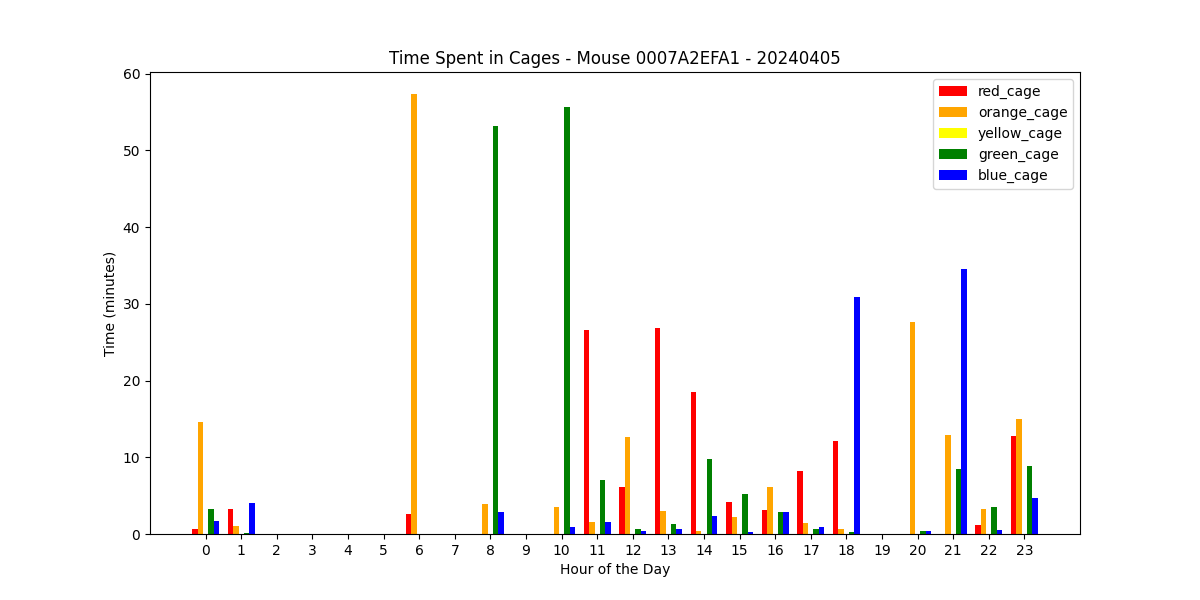 Time Spent in Cages - Mouse 0007A2EFA1 - 20240405
60
50
40
30
20
10
0
Time (minutes)
red_cage
orange_cage
yellow_cage
green_cage
blue_cage
0 1 2 3 4 5 6 7 8 9 10 11 12 13 14 15 16 17 18 19 20 21 22 23
Hour of the Day